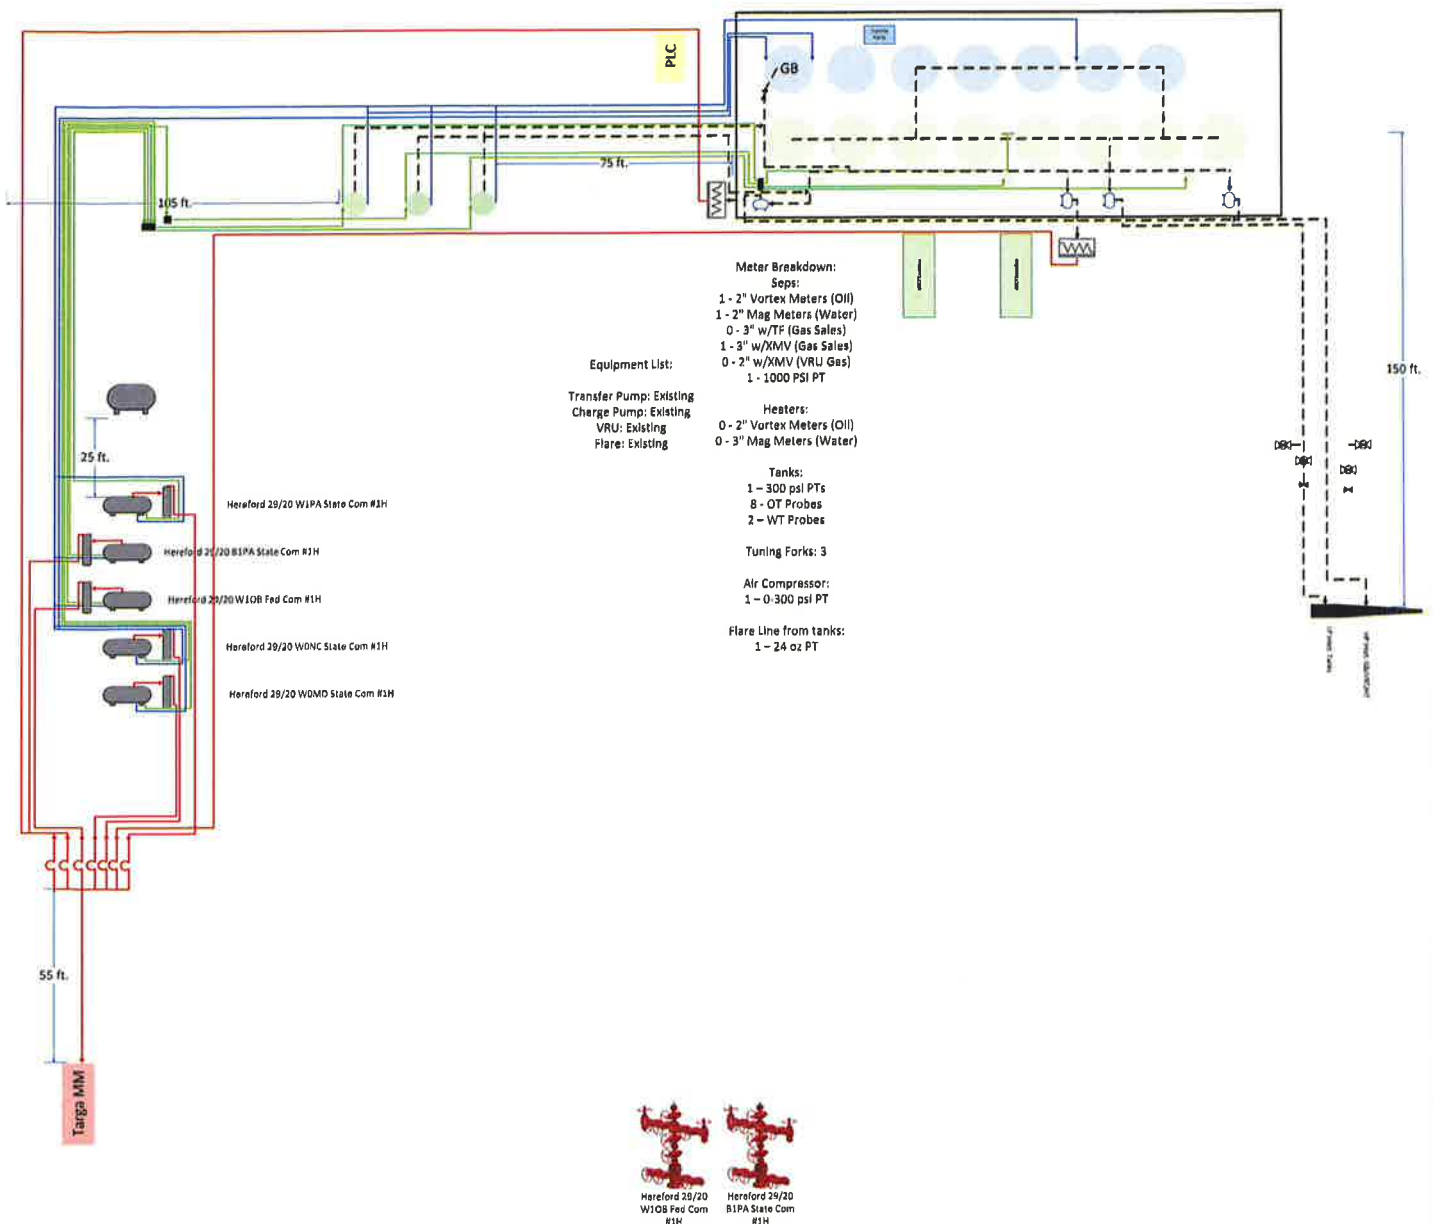 PLC
GB
75 ft.
105 ft.
Meter Breakdown:
Seps:
1 - 2" Vortex Meters (Oil)
1 - 2" Mag Meters (Water)
0 - 3" w/TF (Gas Sales)
1 - 3" w/XMV (Gas Sales)
0 - 2" w/XMV (VRU Gas)
1 - 1000 PSI PT
Equipment List:
Transfer Pump: Existing
Charge Pump: Existing
VRU: Existing
Flare: Existing
Heaters:
0 - 2" Vortex Meters (Oil)
0 - 3" Mag Meters (Water)
Tanks:
1 – 300 psi PTs
8 - OT Probes
2 – WT Probes
Tuning Forks: 3
Air Compressor:
1 – 0-300 psi PT
Flare Line from tanks:
1 – 24 oz PT
150 ft.
25 ft.
Hereford 29/20 W1PA State Com #1H
Hereford 29/20 B1PA State Com #1H
Hereford 29/20 W1OB Fed Com #1H
Hereford 29/20 W0NC State Com #1H
Hereford 29/20 W0MD State Com #1H
55 ft.
Targa MM
Hereford 29/20
W1OB Fed Com
#1H
Hereford 29/20
B1PA State Com
#1H